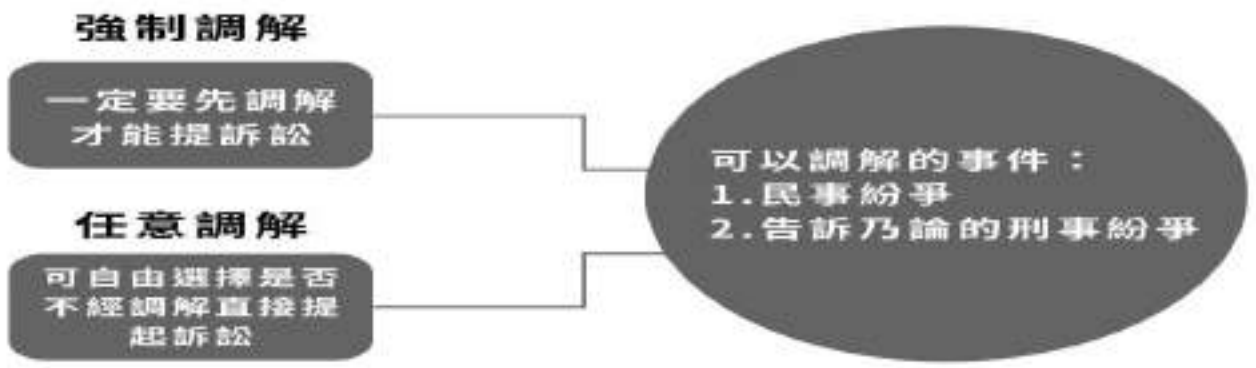 強制調解
一定要先調解
才能提訴訟
任意調解
可自由選擇是否
不經調解直接提
起訴訟
可以調解的事件：
1.民事紛爭
2.告訴乃論的刑事紛爭